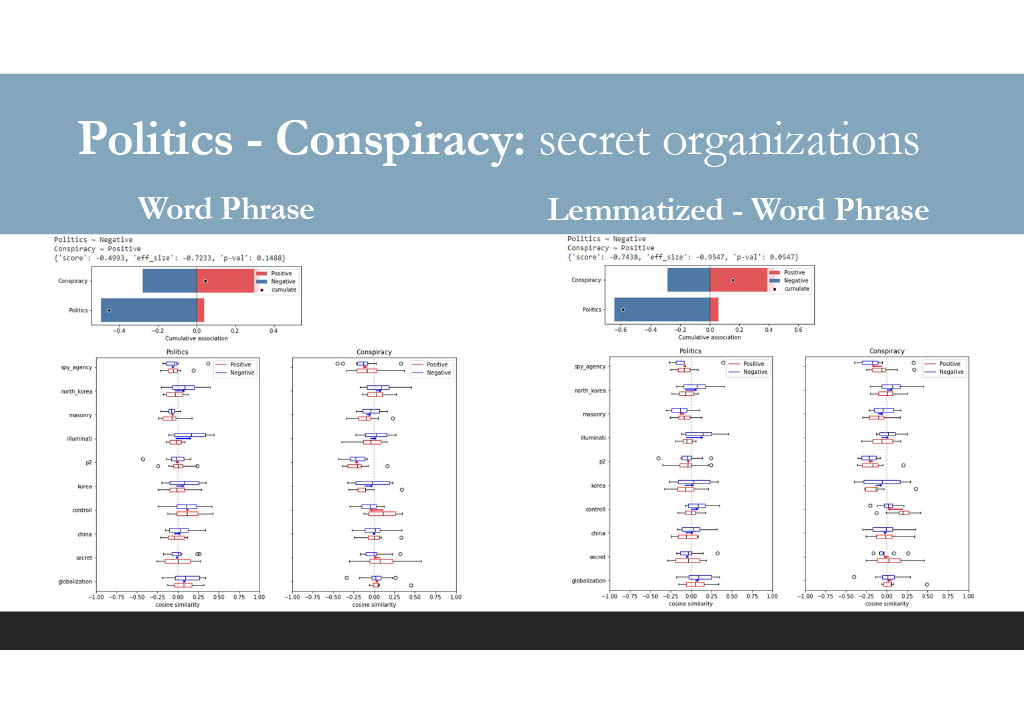 Politics - Conspiracy: secret organizations
Word Phrase
Politics ~ Negative
Conspiracy ~ Positive
{'score': -0.4993, 'eff_size': -0.7233, 'p-val': 0.1488}
Conspiracy
Politics
Positive
Negative
cumulate
−0.4 −0.2 0.0 0.2 0.4
Cumulative association
Politics
Positive
Negative
spy_agency
north_korea
masonry
illuminati
p2
korea
controll
china
secret
globalization
−1.00 −0.75 −0.50 −0.25 0.00 0.25 0.50 0.75 1.00
cosine similarity
Conspiracy
Positive
Negative
−1.00 −0.75 −0.50 −0.25 0.00 0.25 0.50 0.75 1.00
cosine similarity
Lemmatized - Word Phrase
Politics ~ Negative
Conspiracy ~ Positive
{'score': -0.7438, 'eff_size': -0.9547, 'p-val': 0.0547}
Conspiracy
Politics
Positive
Negative
cumulate
−0.6 −0.4 −0.2 0.0 0.2 0.4 0.6
Cumulative association
Politics
Positive
Negative
spy_agency
north_korea
masonry
illuminati
p2
korea
controll
china
secret
globalization
−1.00 −0.75 −0.50 −0.25 0.00 0.25 0.50 0.75 1.00
cosine similarity
Conspiracy
Positive
Negative
−1.00 −0.75 −0.50 −0.25 0.00 0.25 0.50 0.75 1.00
cosine similarity